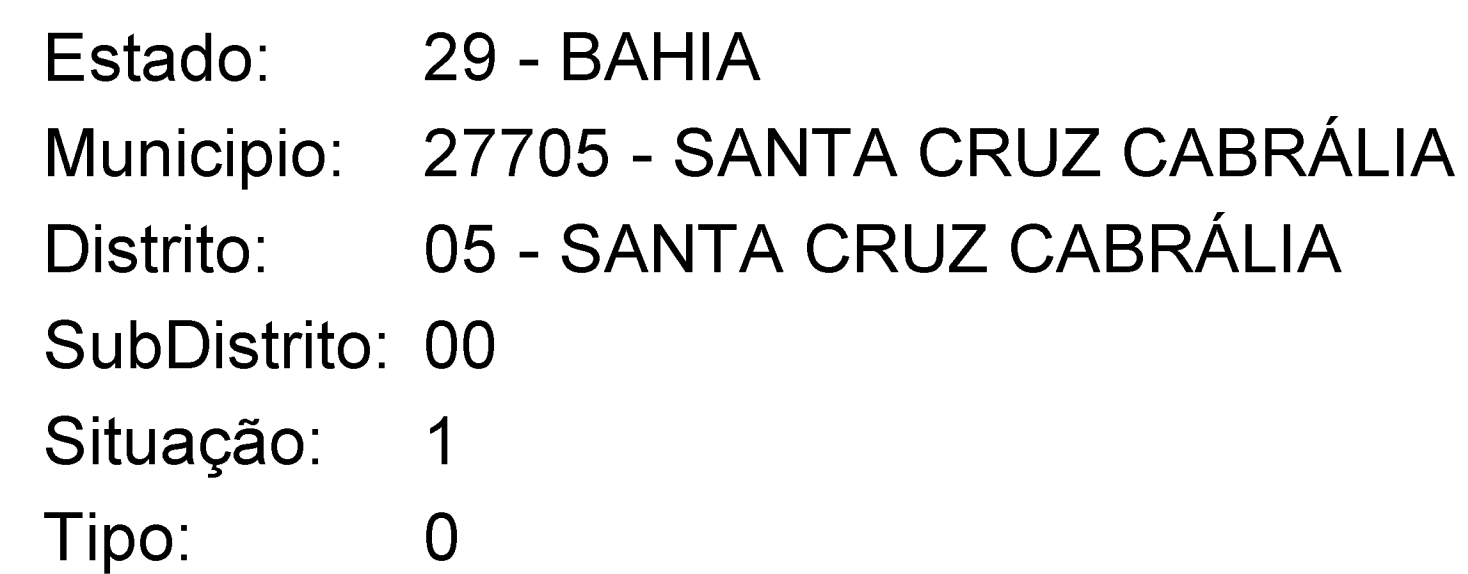 Estado: 29 - BAHIA
Municipio: 27705 - SANTA CRUZ CABRÁLIA
Distrito: 05 - SANTA CRUZ CABRÁLIA
SubDistrito: 00
Situação: 1
Tipo: 0